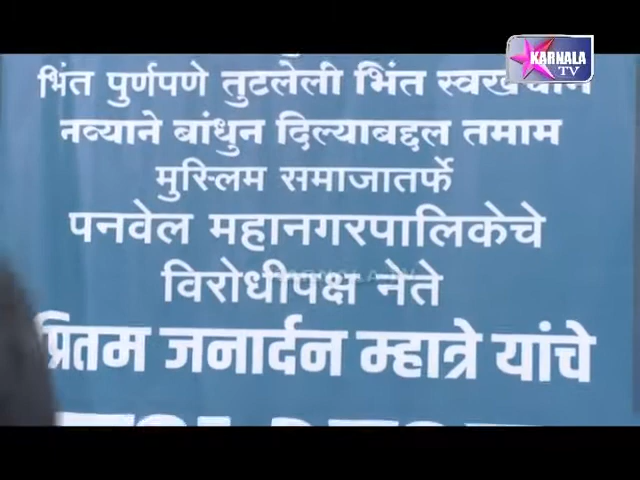 KARNALA
TV
भिंत पुर्णपणे तुटलेली भिंत स्वखर्चाने
नव्याने बांधुन दिल्याबद्दल तमाम
मुस्लिम समाजातर्फे
पनवेल महानगरपालिकेचे
विरोधीपक्ष नेते
प्रितम जनार्दन म्हात्रे यांचे